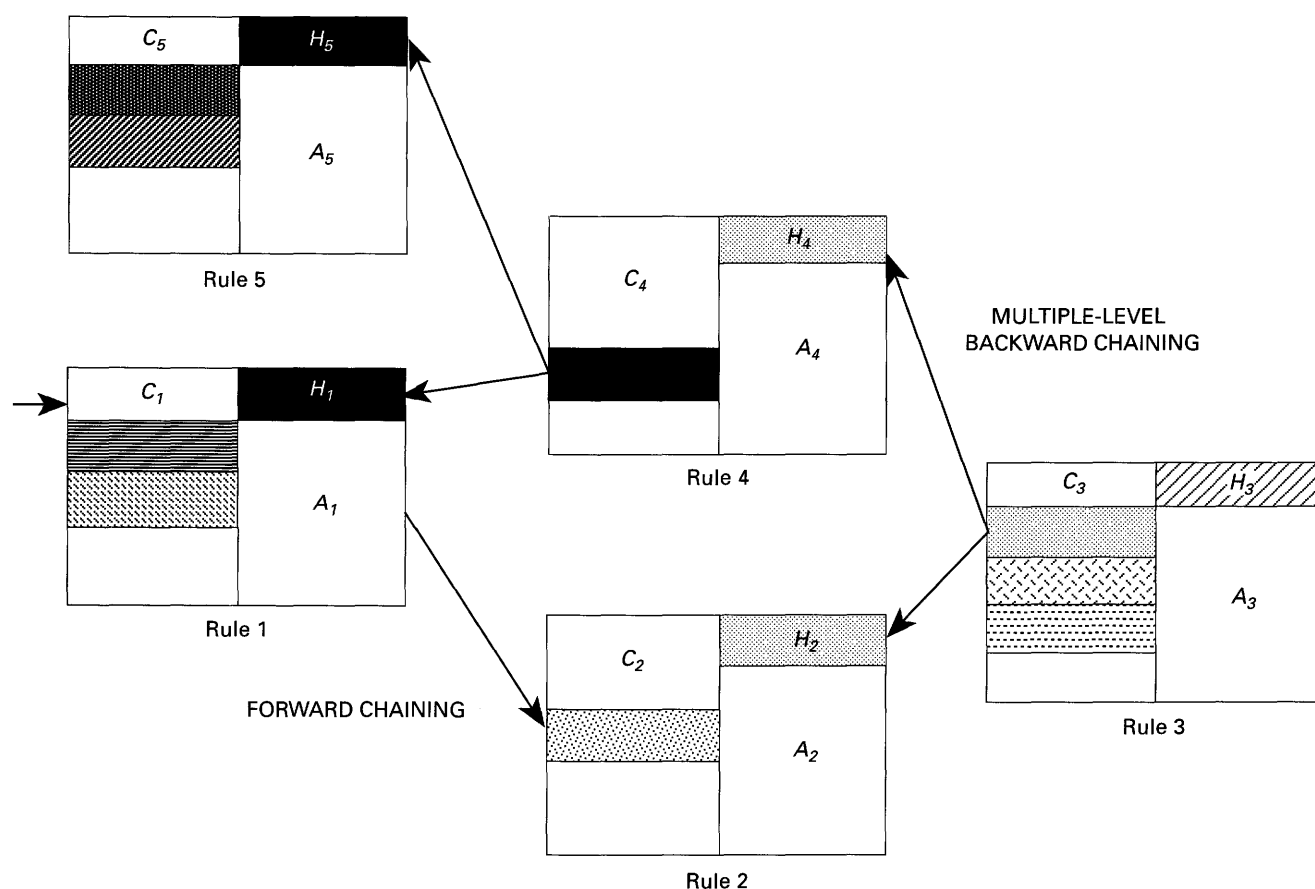 C5
H5
A5
Rule 5
C4
H4
A4
Rule 4
MULTIPLE-LEVEL
BACKWARD CHAINING
C1
H1
A1
Rule 1
C3
H3
A3
Rule 3
FORWARD CHAINING
C2
H2
A2
Rule 2